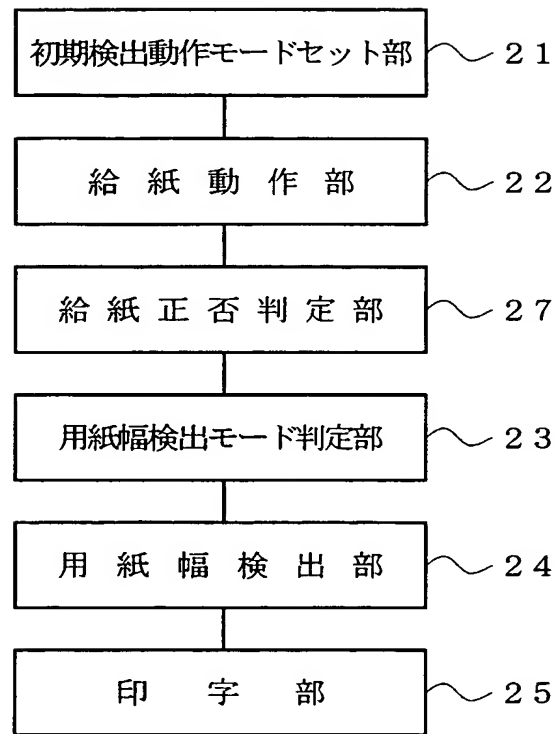 初期検出動作モードセット部 21
給紙動作部 22
給紙正否判定部 27
用紙幅検出モード判定部 23
用紙幅検出部 24
印字部 25